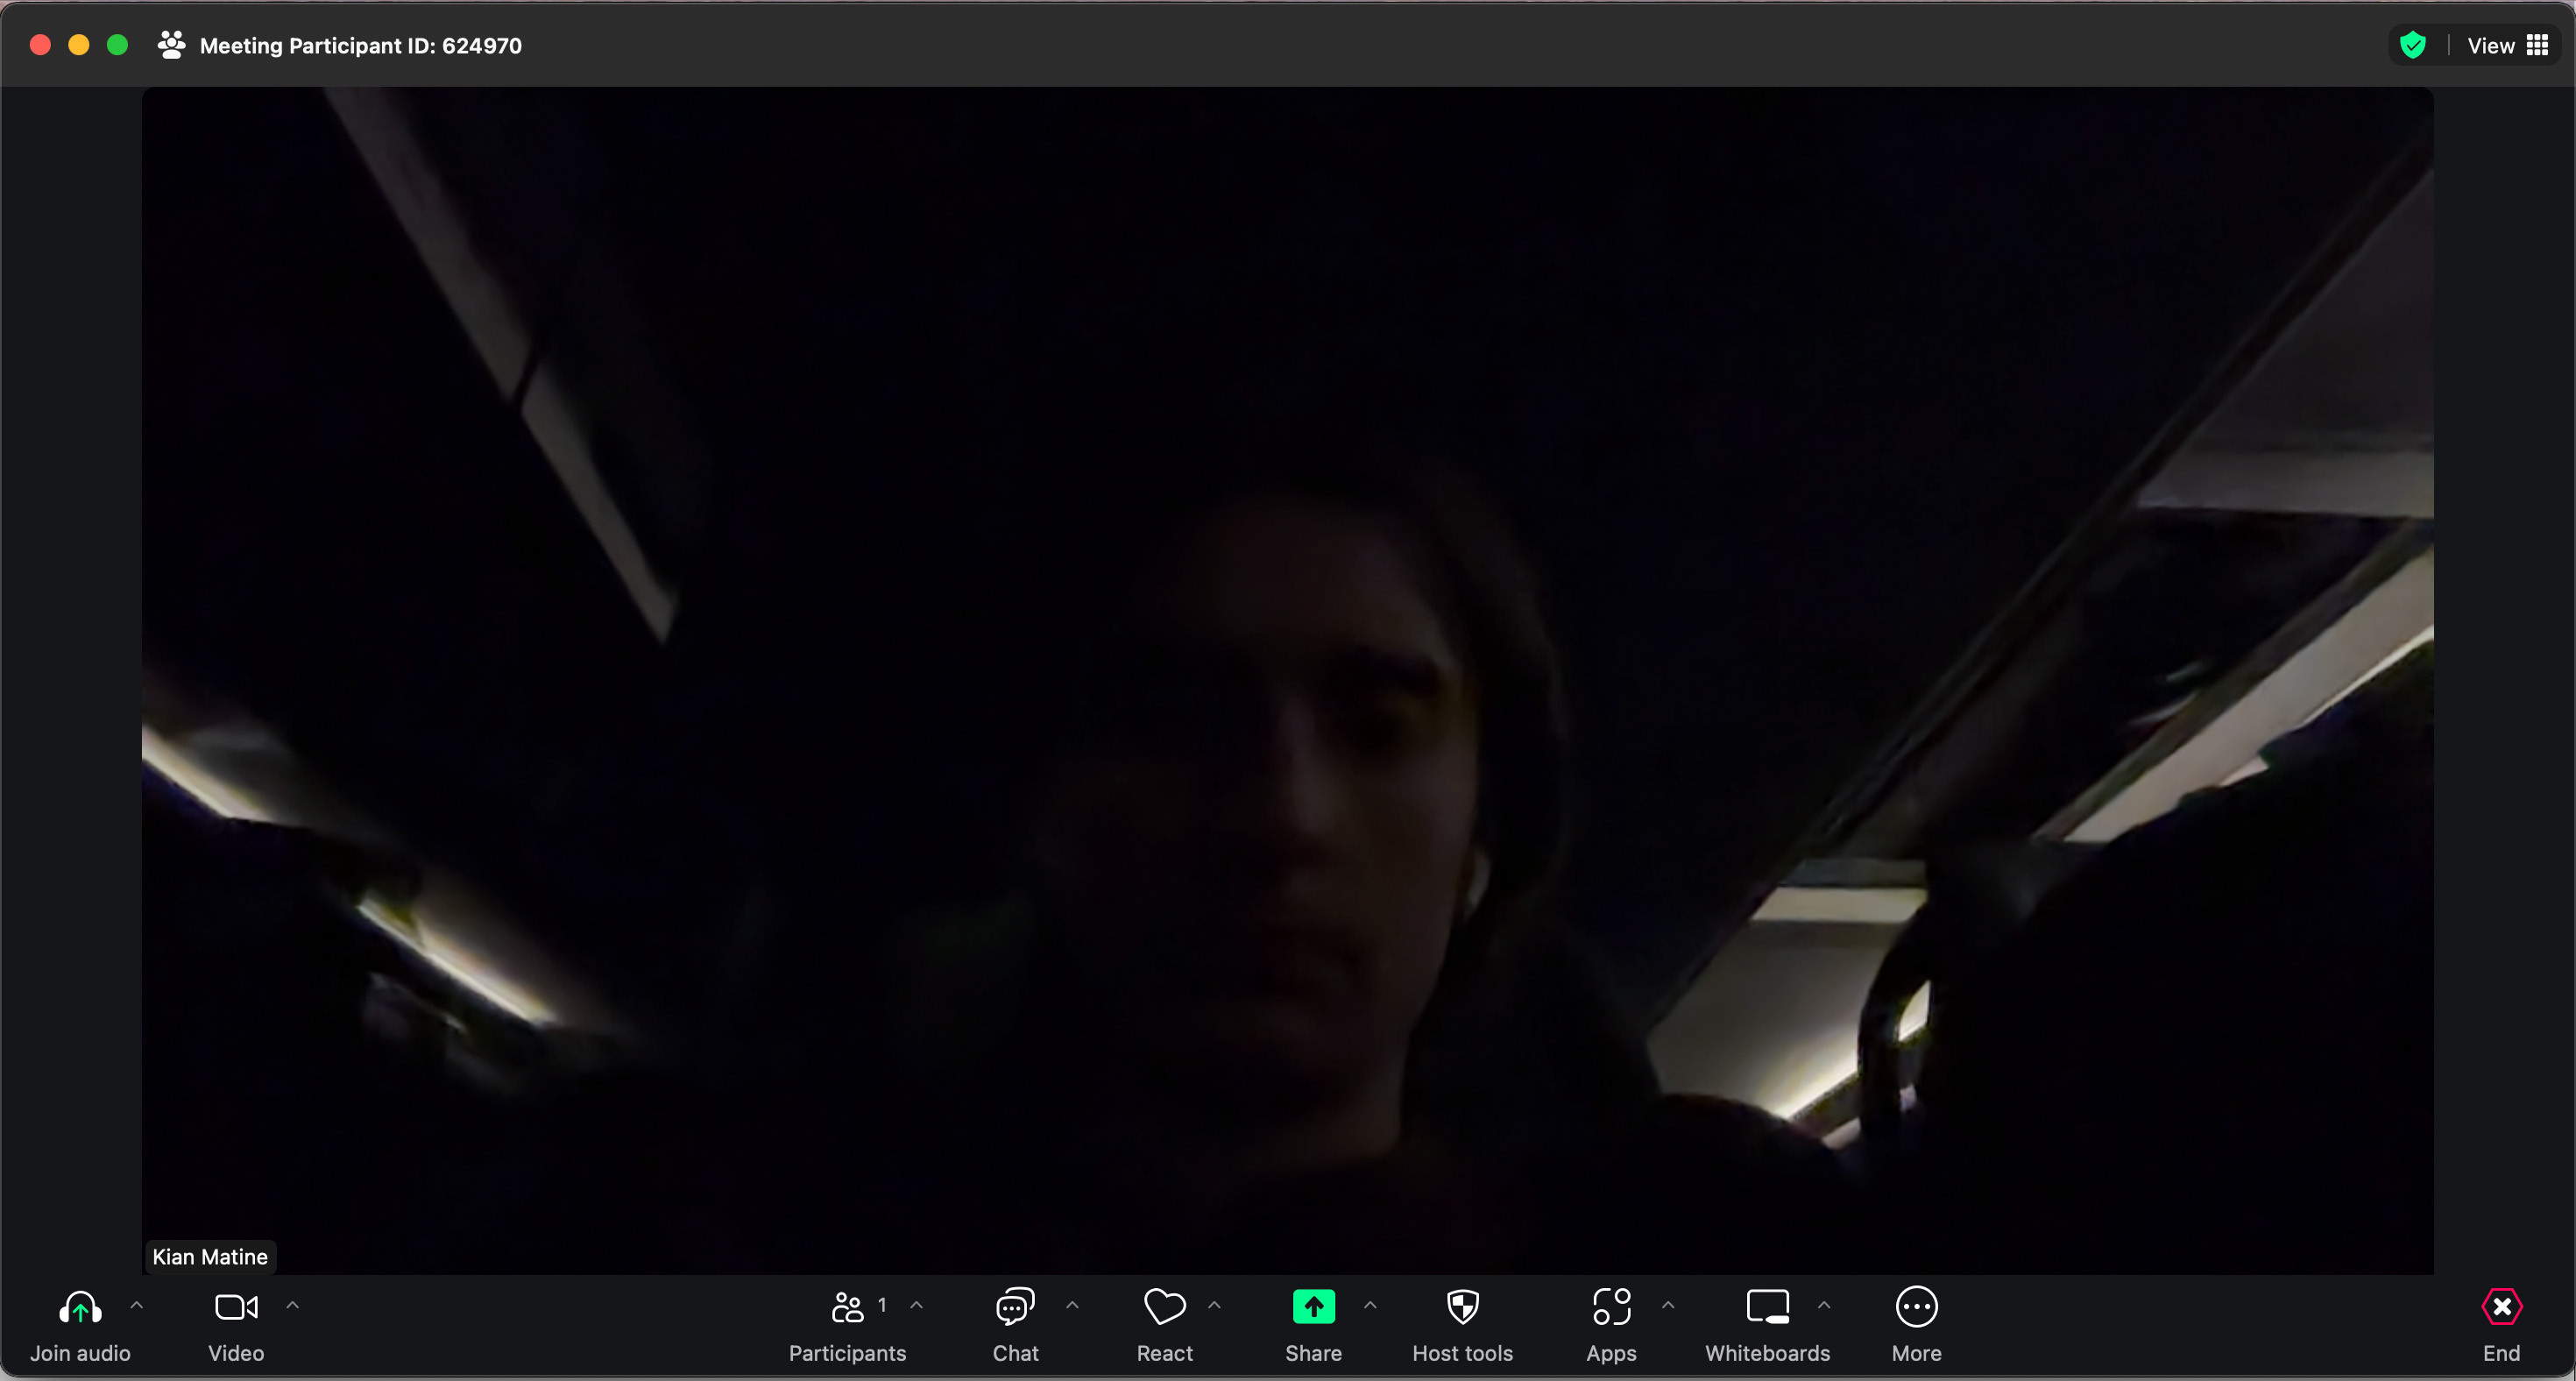 Meeting Participant ID: 624970
View
Kian Matine
1
Join audio
Video
Participants
Chat
React
Share
Host tools
Apps
Whiteboards
More
End